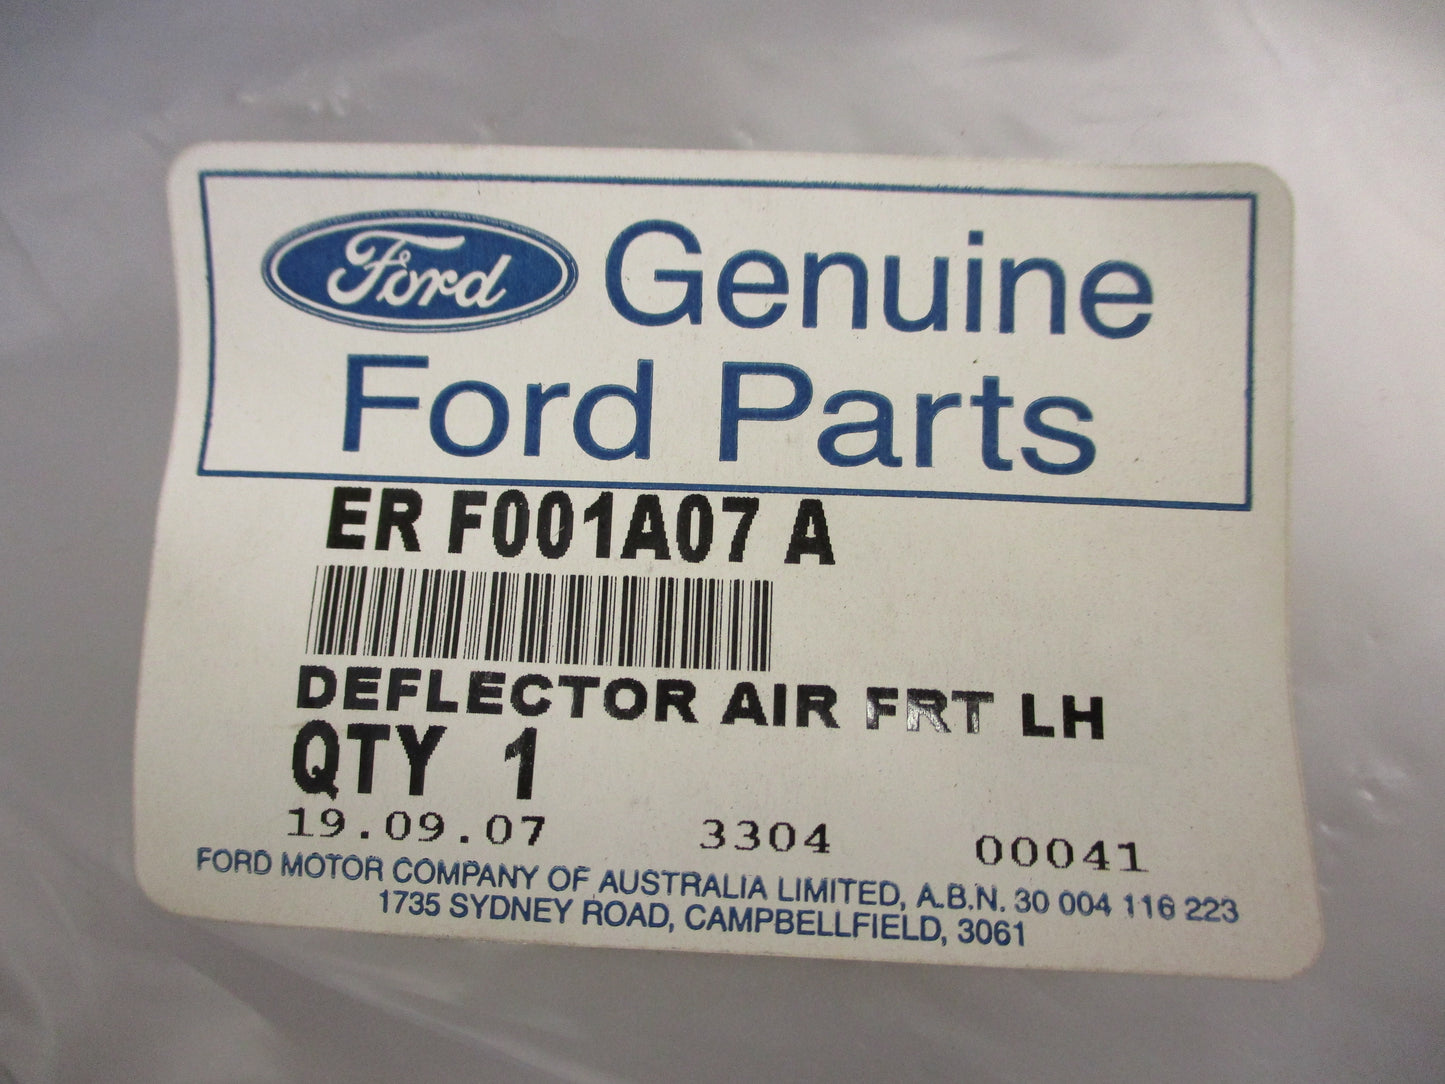 Ford Genuine
Ford Parts
ER F001A07 A
DEFLECTOR AIR FRT LH
QTY 1
19.09.07 3304 00041
FORD MOTOR COMPANY OF AUSTRALIA LIMITED, A.B.N. 30 004 116 223
1735 SYDNEY ROAD, CAMPBELLFIELD, 3061